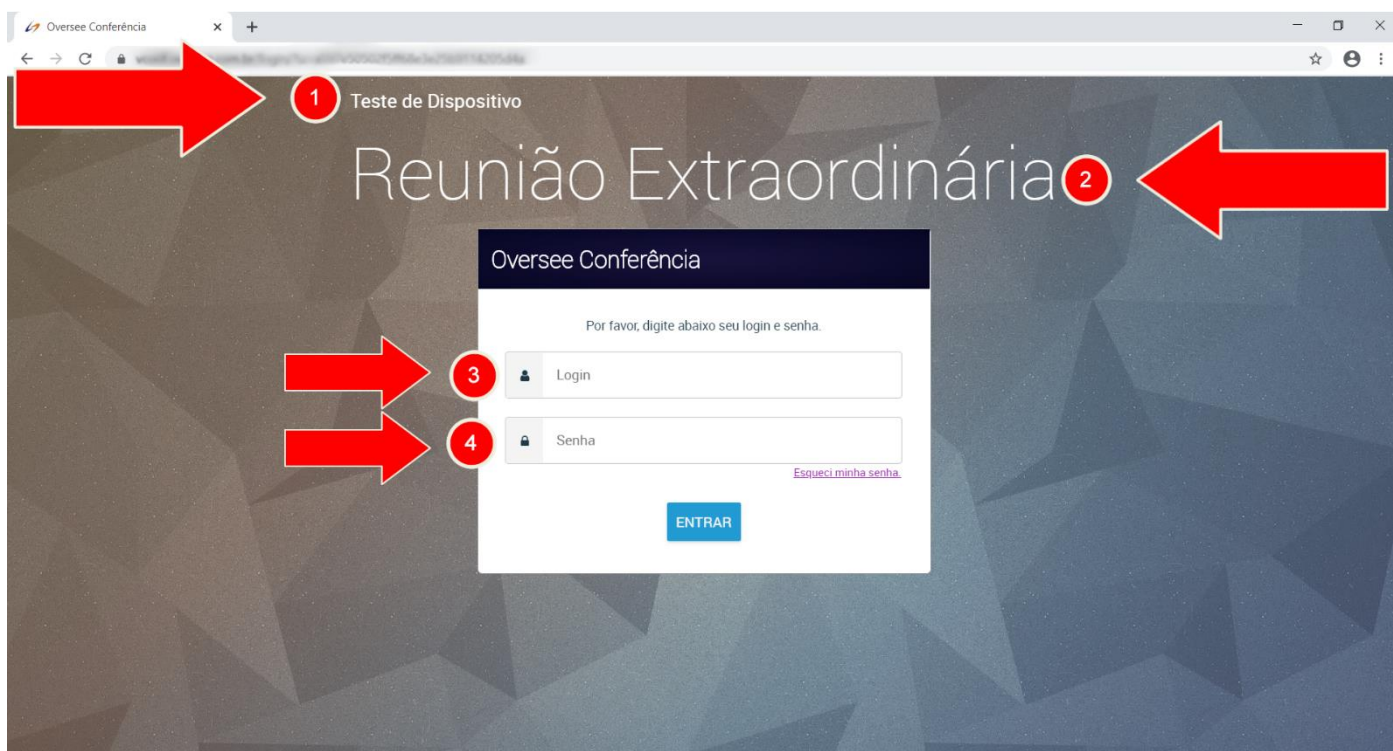 Oversee Conferência
1 Teste de Dispositivo
Reunião Extraordinária 2
Oversee Conferência
Por favor, digite abaixo seu login e senha.
3 Login
4 Senha
Esqueci minha senha.
ENTRAR